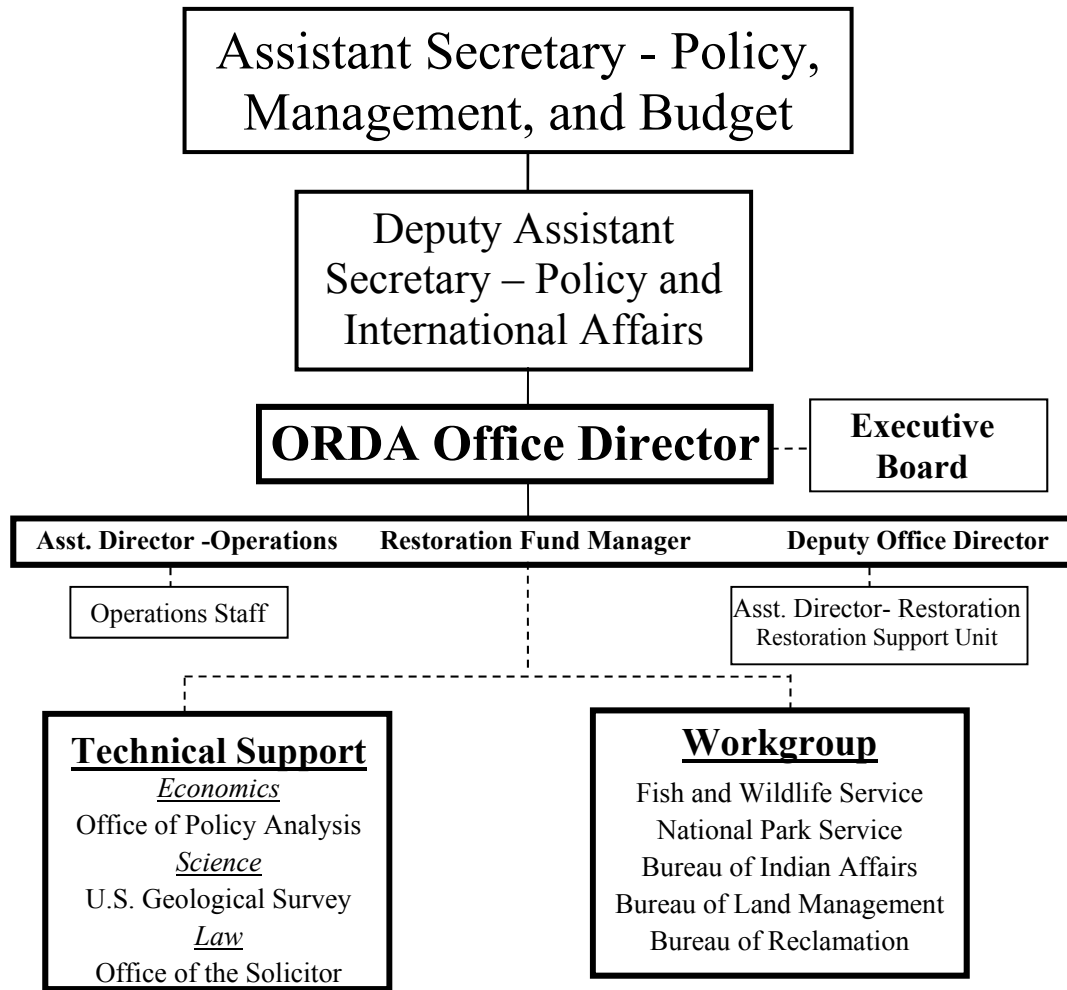 Assistant Secretary - Policy,
Management, and Budget
Deputy Assistant
Secretary – Policy and
International Affairs
ORDA Office Director
Executive
Board
Asst. Director -Operations
Restoration Fund Manager
Deputy Office Director
Operations Staff
Asst. Director- Restoration
Restoration Support Unit
Technical Support
Economics
Office of Policy Analysis
Science
U.S. Geological Survey
Law
Office of the Solicitor
Workgroup
Fish and Wildlife Service
National Park Service
Bureau of Indian Affairs
Bureau of Land Management
Bureau of Reclamation